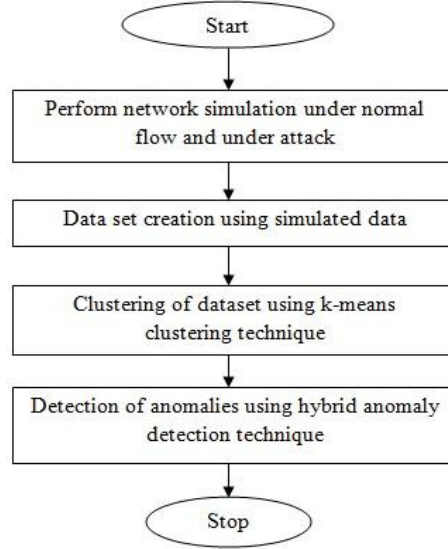 Start
Perform network simulation under normal
flow and under attack
Data set creation using simulated data
Clustering of dataset using k-means
clustering technique
Detection of anomalies using hybrid anomaly
detection technique
Stop